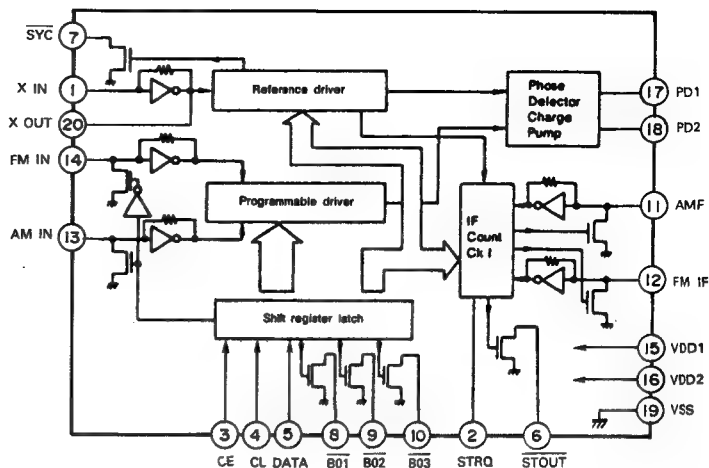 SYC
7
X IN
1
X OUT
20
FM IN
14
AM IN
13
Reference driver
Programmable driver
Shift register latch
Phose
Detector
Charge
Pump
IF
Count
Ck t
17
PD1
18
PD2
11
AMF
12
FM IF
15
VDD1
16
VDD2
19
VSS
3
4
5
8
9
10
2
6
CE
CL
DATA
B01
B02
B03
STRQ
STOUT